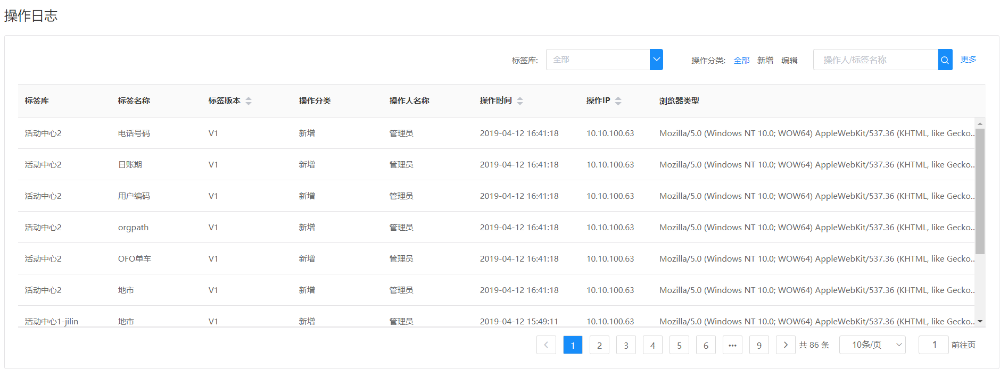 操作日志
标签库: 全部 操作分类: 全部 新增 编辑 操作人/标签名称 更多
标签库 标签名称 标签版本 操作分类 操作人名称 操作时间 操作IP 浏览器类型
活动中心2 电话号码 V1 新增 管理员 2019-04-12 16:41:18 10.10.100.63 Mozilla/5.0 (Windows NT 10.0; WOW64) AppleWebKit/537.36 (KHTML, like Gecko...
活动中心2 日账期 V1 新增 管理员 2019-04-12 16:41:18 10.10.100.63 Mozilla/5.0 (Windows NT 10.0; WOW64) AppleWebKit/537.36 (KHTML, like Gecko...
活动中心2 用户编码 V1 新增 管理员 2019-04-12 16:41:18 10.10.100.63 Mozilla/5.0 (Windows NT 10.0; WOW64) AppleWebKit/537.36 (KHTML, like Gecko...
活动中心2 orgpath V1 新增 管理员 2019-04-12 16:41:18 10.10.100.63 Mozilla/5.0 (Windows NT 10.0; WOW64) AppleWebKit/537.36 (KHTML, like Gecko...
活动中心2 OFO单车 V1 新增 管理员 2019-04-12 16:41:18 10.10.100.63 Mozilla/5.0 (Windows NT 10.0; WOW64) AppleWebKit/537.36 (KHTML, like Gecko...
活动中心2 地市 V1 新增 管理员 2019-04-12 16:41:18 10.10.100.63 Mozilla/5.0 (Windows NT 10.0; WOW64) AppleWebKit/537.36 (KHTML, like Gecko...
活动中心1-jilin 地市 V1 新增 管理员 2019-04-12 15:49:11 10.10.100.63 Mozilla/5.0 (Windows NT 10.0; WOW64) AppleWebKit/537.36 (KHTML, like Gecko...
1 2 3 4 5 6 ••• 9 共 86 条 10条/页 1 前往页